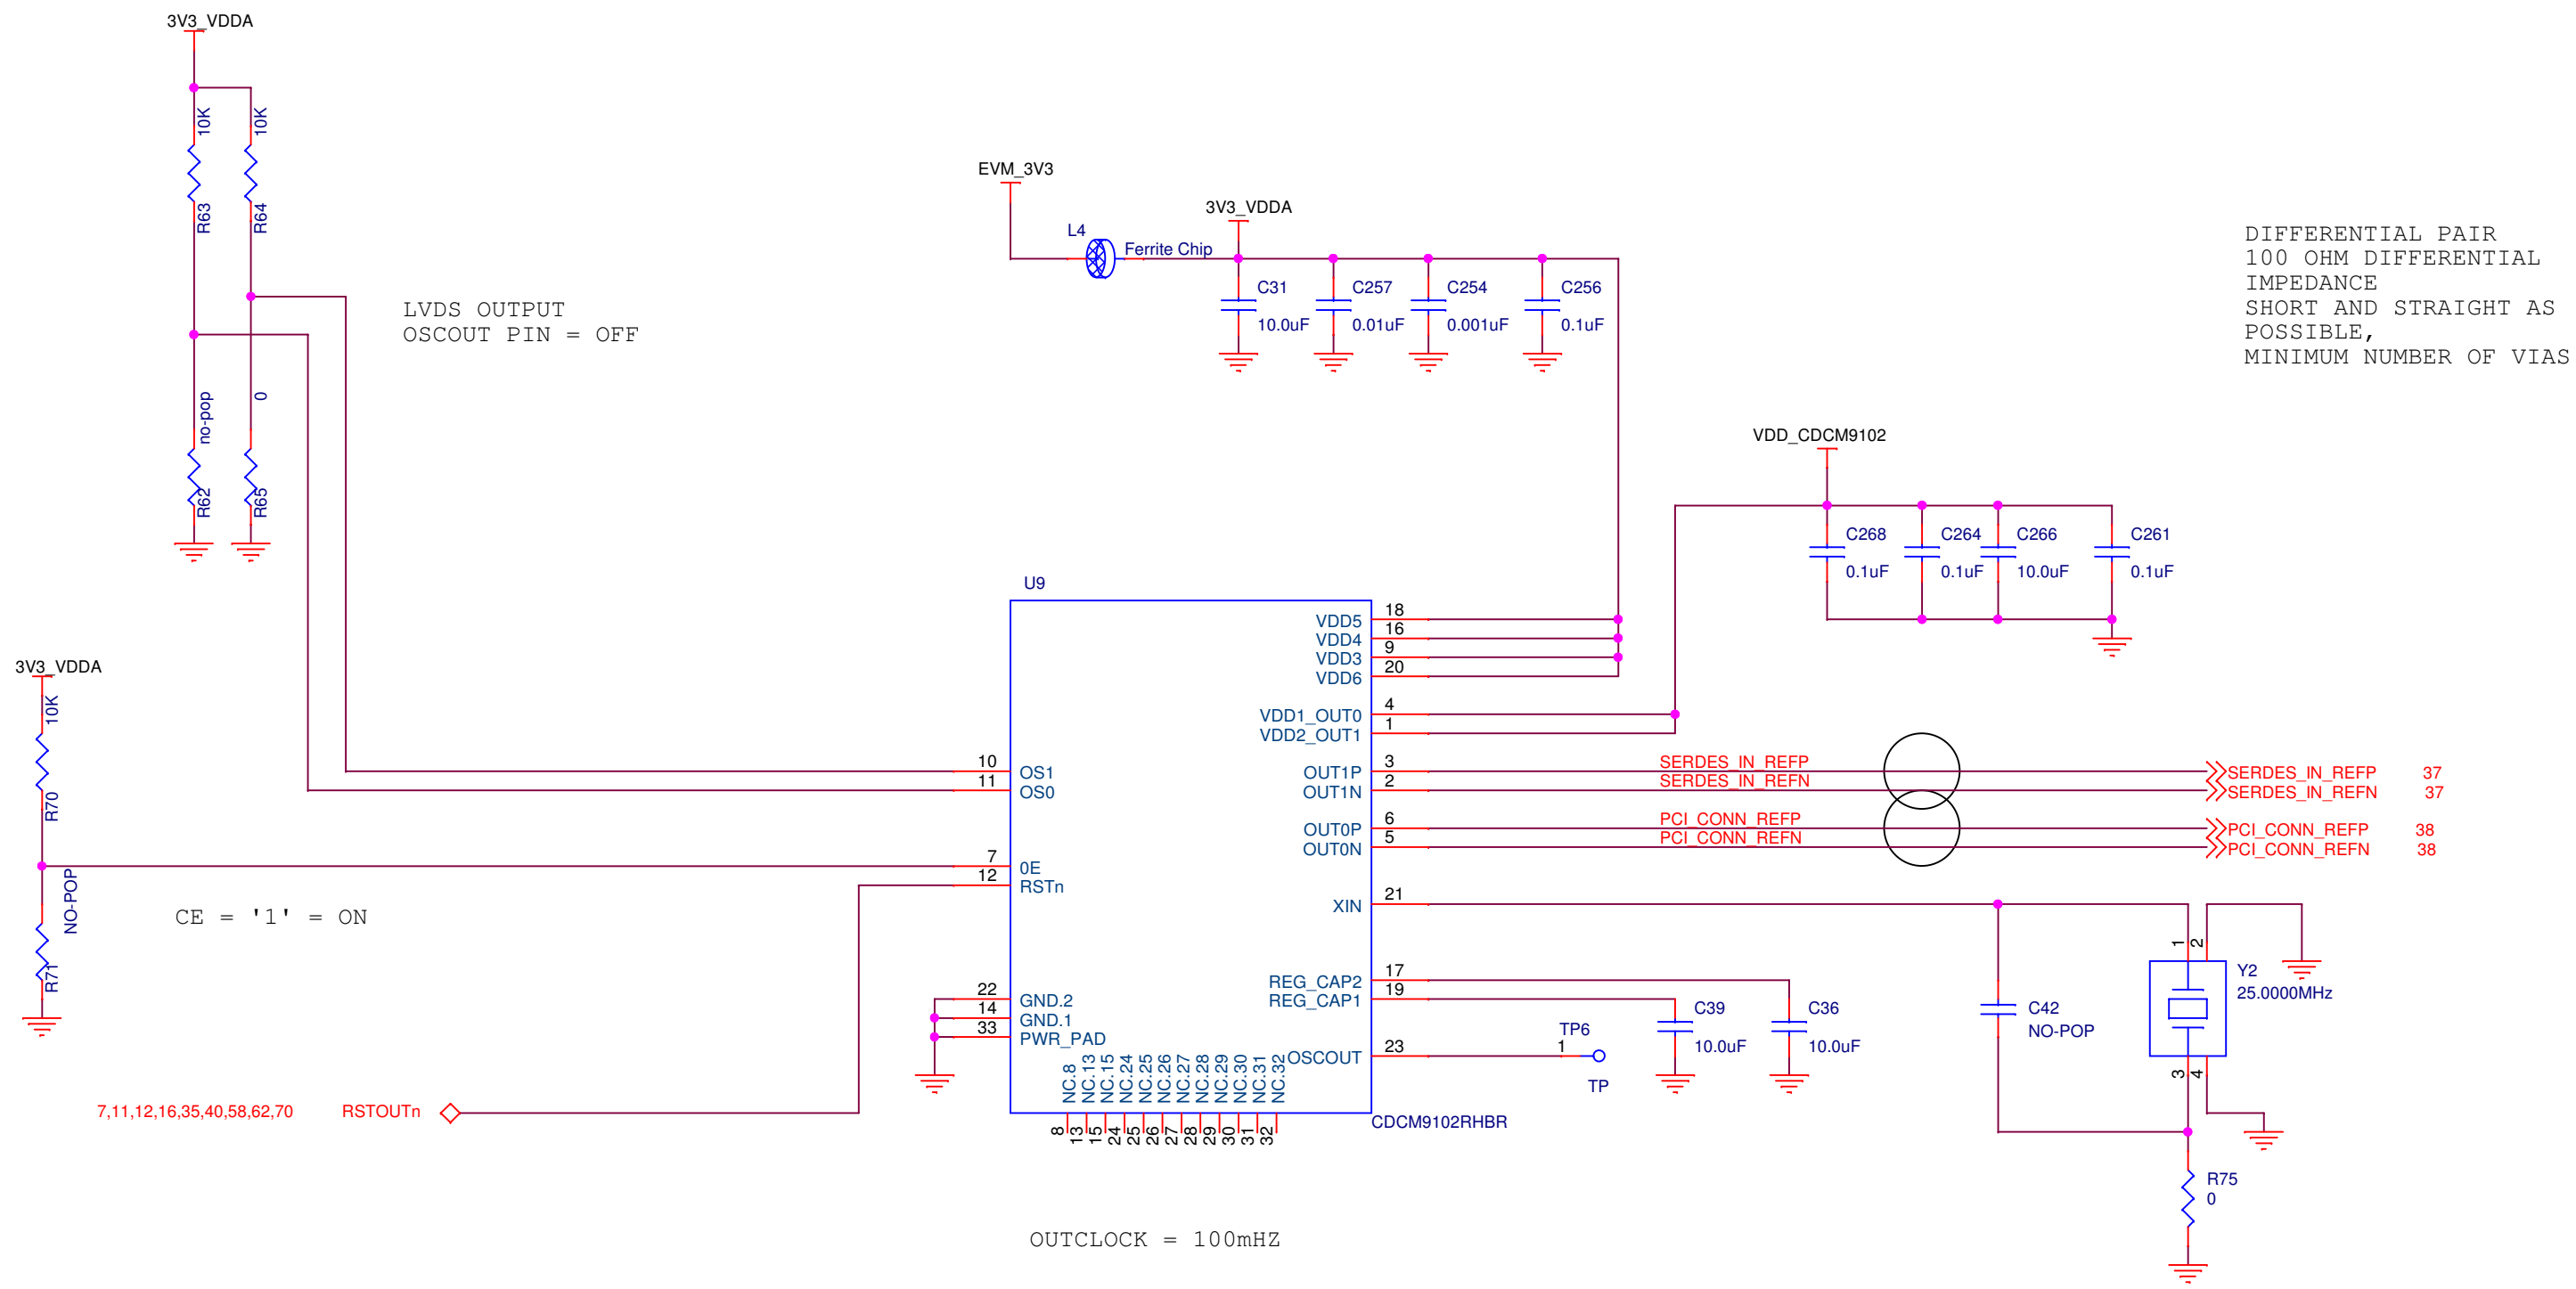 3V3_VDDA
10K
10K
R63
R64
LVDS OUTPUT
OSCOUT PIN = OFF
no-pop
0
R62
R65
EVM_3V3
3V3_VDDA
L4
Ferrite Chip
C31
10.0uF
C257
0.01uF
C254
0.001uF
C256
0.1uF
DIFFERENTIAL PAIR
100 OHM DIFFERENTIAL
IMPEDANCE
SHORT AND STRAIGHT AS
POSSIBLE,
MINIMUM NUMBER OF VIAS
VDD_CDCM9102
C268
0.1uF
C264
0.1uF
C266
10.0uF
C261
0.1uF
3V3_VDDA
10K
R70
NO-POP
R71
CE = '1' = ON
7,11,12,16,35,40,58,62,70 RSTOUTn
U9
10 OS1
11 OS0
7 0E
12 RSTn
22 GND.2
14 GND.1
33 PWR_PAD
VDD5 18
VDD4 16
VDD3 9
VDD6 20
VDD1_OUT0 4
VDD2_OUT1 1
OUT1P 3 SERDES_IN_REFP SERDES_IN_REFP 37
OUT1N 2 SERDES_IN_REFN SERDES_IN_REFN 37
OUT0P 6 PCI_CONN_REFP PCI_CONN_REFP 38
OUT0N 5 PCI_CONN_REFN PCI_CONN_REFN 38
XIN 21
REG_CAP2 17
REG_CAP1 19
OSCOUT 23
NC.8
NC.13
NC.15
NC.24
NC.25
NC.26
NC.27
NC.28
NC.29
NC.30
NC.31
NC.32
8
13
15
24
25
26
27
28
29
30
31
32
CDCM9102RHBR
C39
10.0uF
C36
10.0uF
TP6
1
TP
C42
NO-POP
1
2
Y2
25.0000MHz
3
4
R75
0
OUTCLOCK = 100mHZ